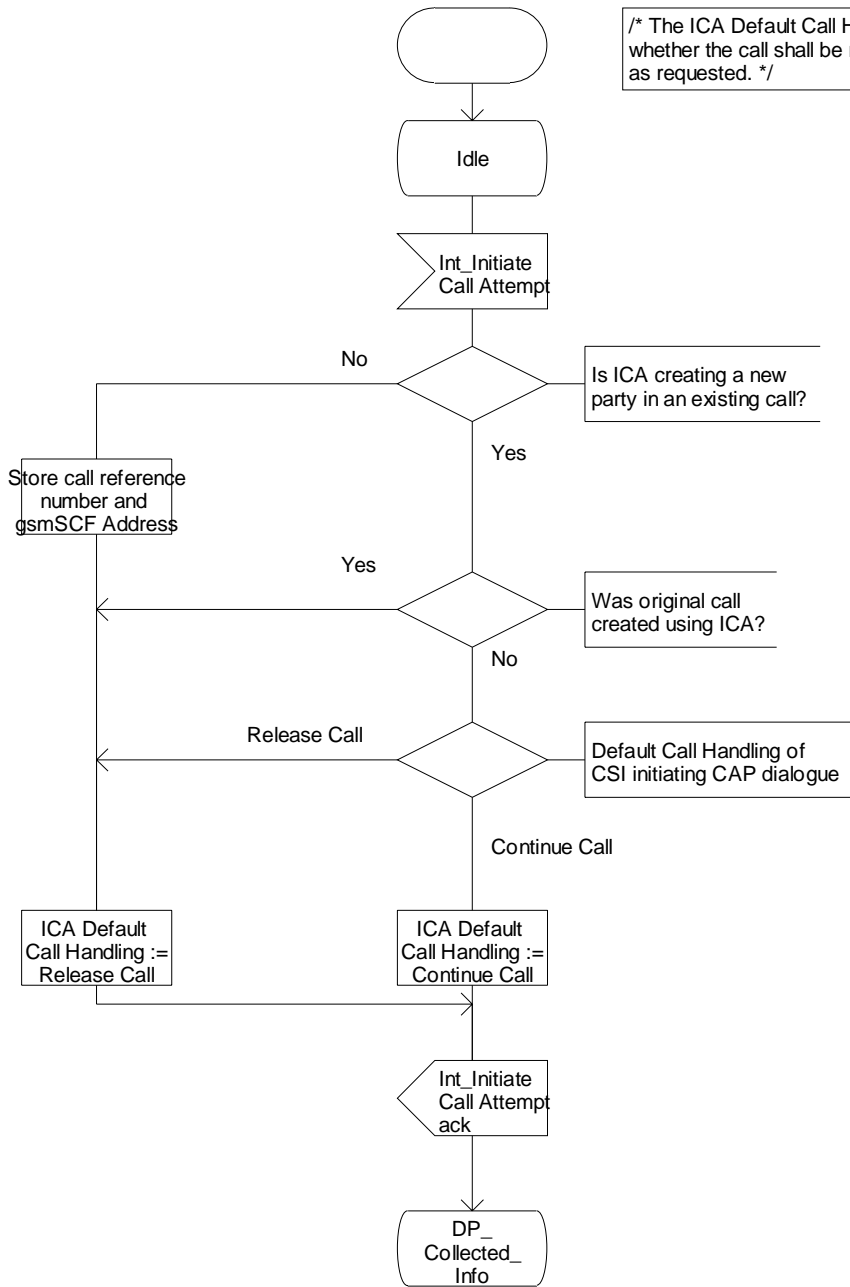 /* The ICA Default Call
whether the call shall be
as requested. */
Idle
Int_Initiate
Call Attempt
No
Is ICA creating a new
party in an existing call?
Yes
Store call reference
number and
gsmSCF Address
Yes
Was original call
created using ICA?
No
Release Call
Default Call Handling of
CSI initiating CAP dialogue
Continue Call
ICA Default
Call Handling :=
Release Call
ICA Default
Call Handling :=
Continue Call
Int_Initiate
Call Attempt
ack
DP_
Collected_
Info